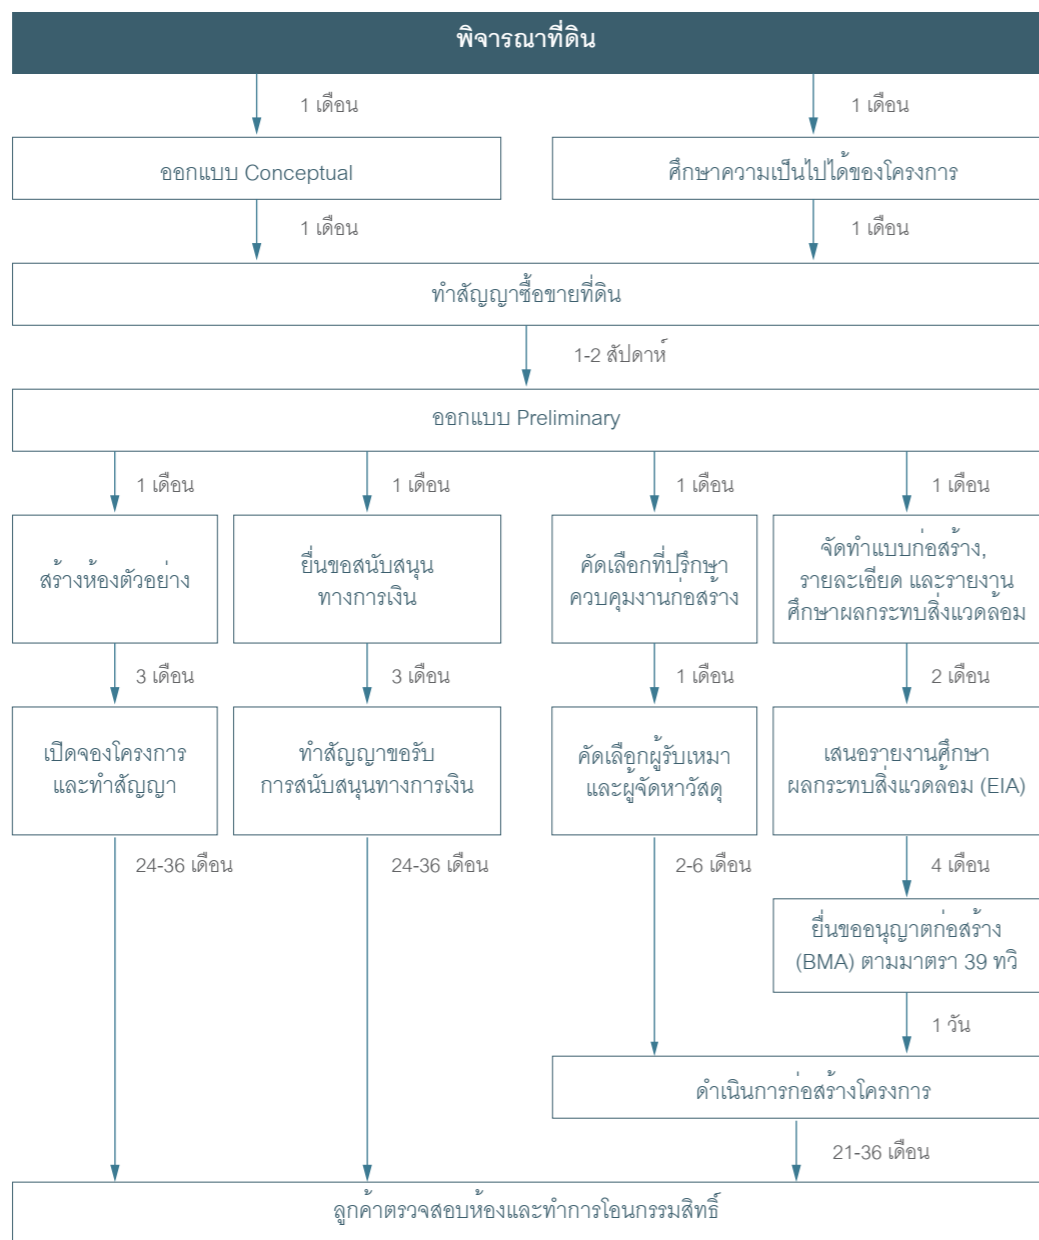 พิจารณาที่ดิน
1 เดือน
1 เดือน
ออกแบบ Conceptual
ศึกษาความเป็นไปได้ของโครงการ
1 เดือน
1 เดือน
ทำสัญญาซื้อขายที่ดิน
1-2 สัปดาห์
ออกแบบ Preliminary
1 เดือน
1 เดือน
1 เดือน
1 เดือน
สร้างห้องตัวอย่าง
ยื่นขอสนับสนุน
ทางการเงิน
คัดเลือกที่ปรึกษา
ควบคุมงานก่อสร้าง
จัดทำแบบก่อสร้าง,
รายละเอียด และรายงาน
ศึกษาผลกระทบสิ่งแวดล้อม
3 เดือน
3 เดือน
1 เดือน
2 เดือน
เปิดจองโครงการ
และทำสัญญา
ทำสัญญาขอรับ
การสนับสนุนทางการเงิน
คัดเลือกผู้รับเหมา
และผู้จัดหาวัสดุ
เสนอรายงานศึกษา
ผลกระทบสิ่งแวดล้อม (EIA)
24-36 เดือน
24-36 เดือน
2-6 เดือน
4 เดือน
ยื่นขออนุญาตก่อสร้าง
(BMA) ตามมาตรา 39 ทวิ
1 วัน
ดำเนินการก่อสร้างโครงการ
21-36 เดือน
ลูกค้าตรวจสอบห้องและทำการโอนกรรมสิทธิ์